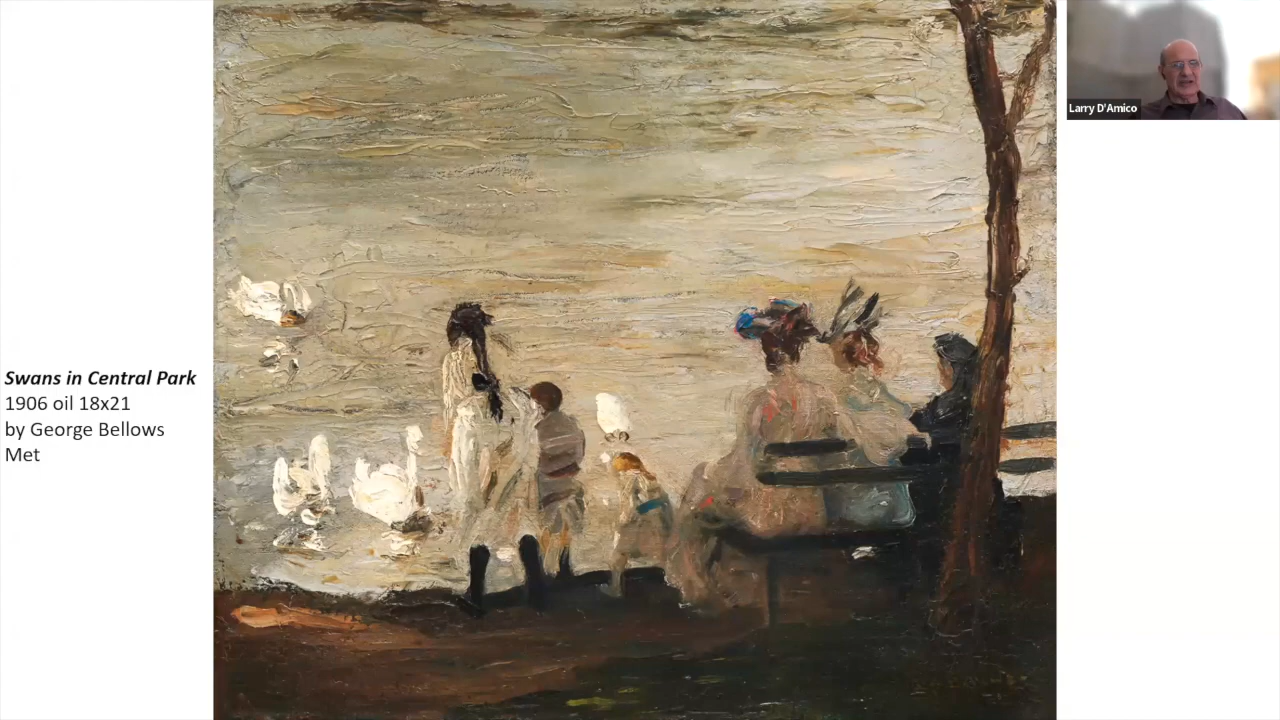 Swans in Central Park
1906 oil 18x21
by George Bellows
Met
Larry D'Amico